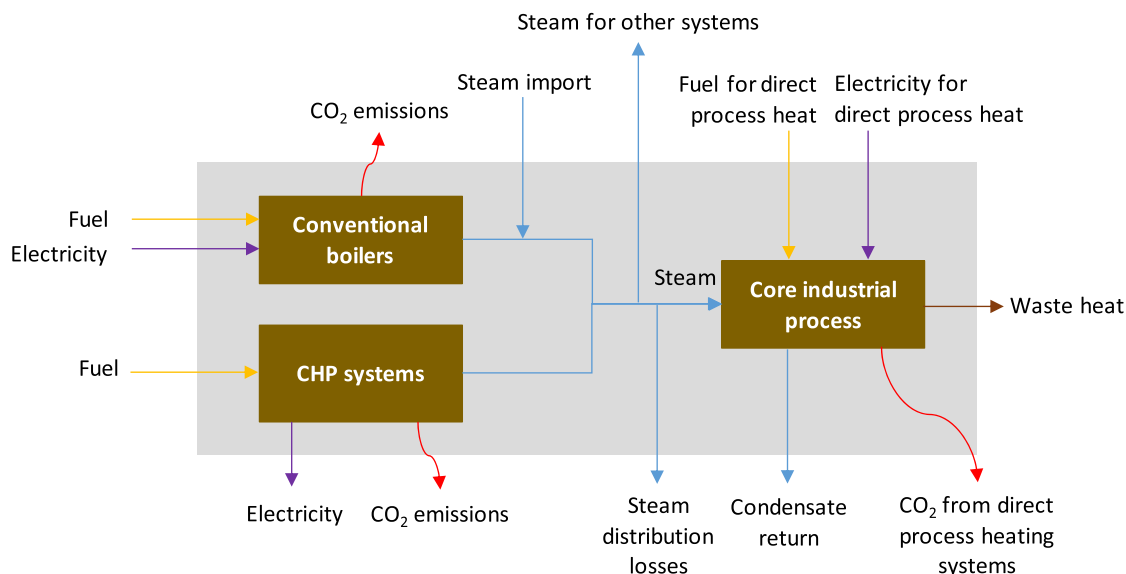 Steam for other systems
Steam import
Fuel for direct
process heat
Electricity for
direct process heat
CO₂ emissions
Fuel
Electricity
Conventional
boilers
Steam
Core industrial
process
Waste heat
Fuel
CHP systems
Electricity
CO₂ emissions
Steam
distribution
losses
Condensate
return
CO₂ from direct
process heating
systems